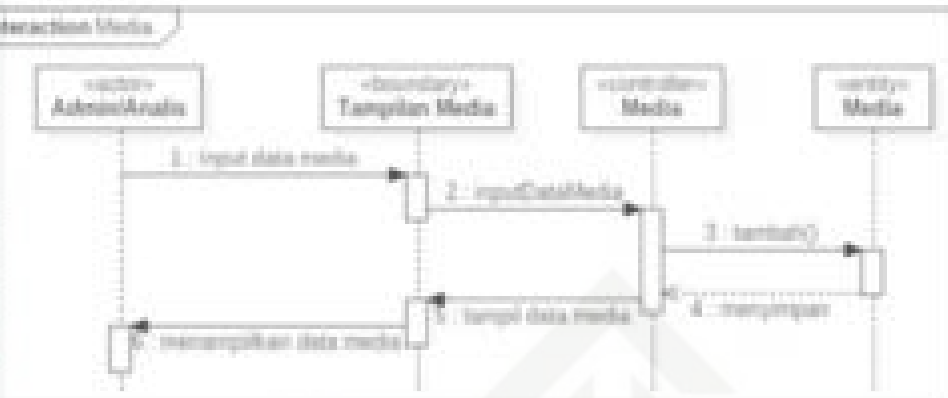 interaction Media
«actor» «boundary» «controller» «entity»
Admin/Analis Tampilan Media Media Media
1 : Input data media
2 : inputDataMedia
3 : tambah()
4 : menyimpan
5 : tampil data media
6 : menampilkan data media